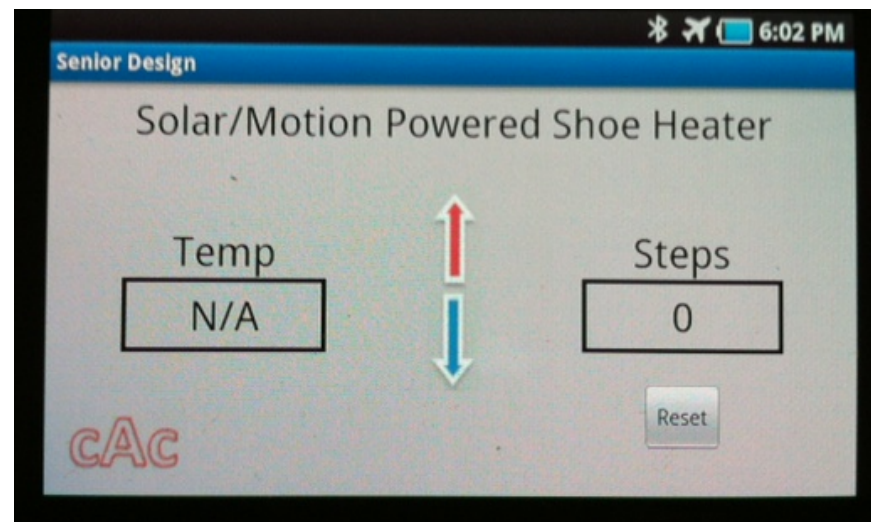 6:02 PM
Senior Design
Solar/Motion Powered Shoe Heater
Temp
Steps
N/A
0
Reset
cAc